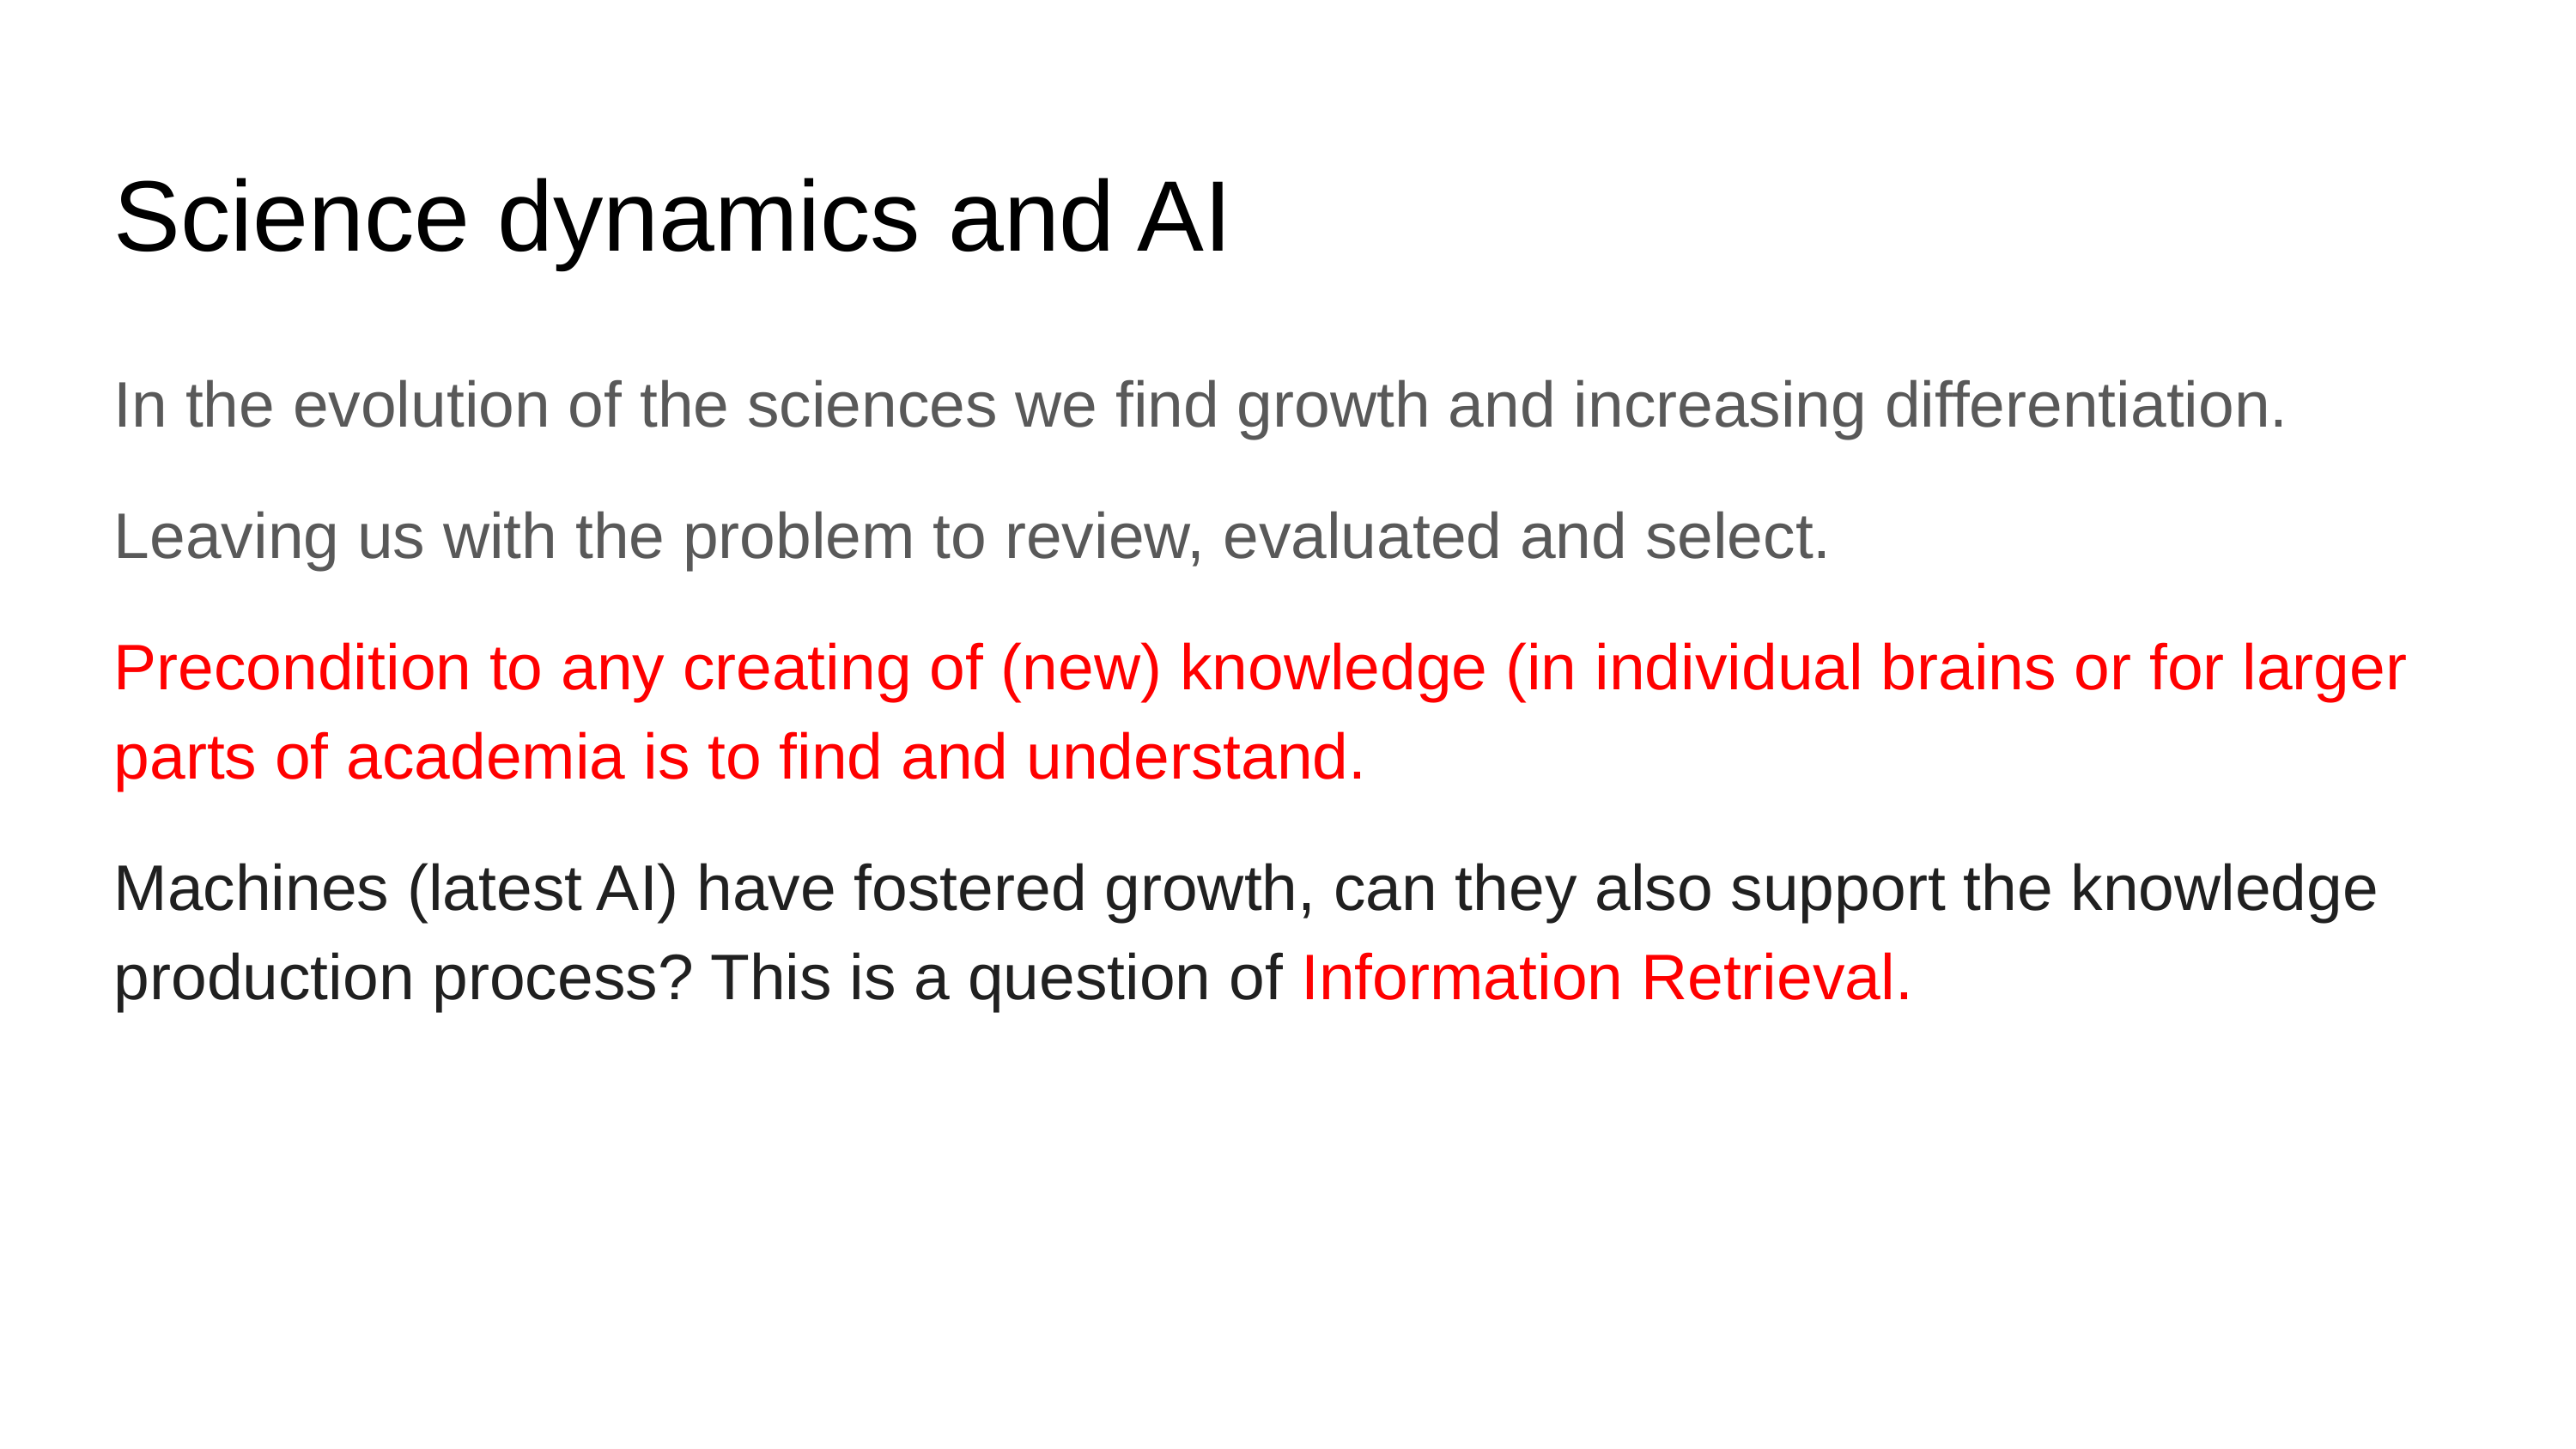 Science dynamics and AI
In the evolution of the sciences we find growth and increasing differentiation.
Leaving us with the problem to review, evaluated and select.
Precondition to any creating of (new) knowledge (in individual brains or for larger
parts of academia is to find and understand.
Machines (latest AI) have fostered growth, can they also support the knowledge
production process? This is a question of Information Retrieval.